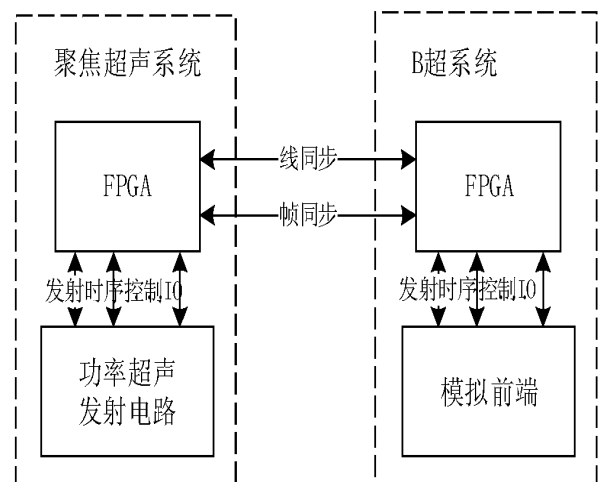 聚焦超声系统
B超系统
FPGA
线同步
FPGA
帧同步
发射时序控制IO
发射时序控制IO
功率超声
发射电路
模拟前端